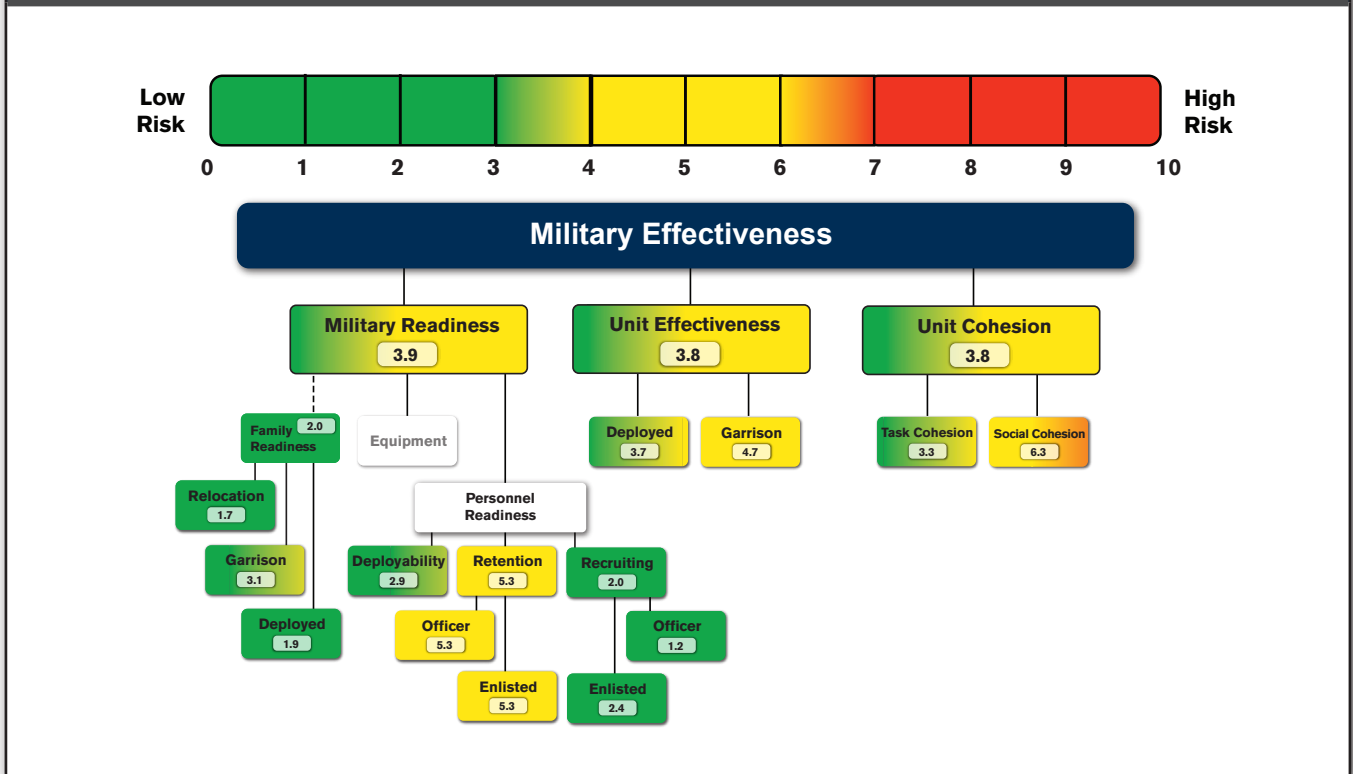 Low
Risk
High
Risk
0 1 2 3 4 5 6 7 8 9 10
Military Effectiveness
Military Readiness
3.9
Unit Effectiveness
3.8
Unit Cohesion
3.8
Family
Readiness
2.0
Equipment
Deployed
3.7
Garrison
4.7
Task Cohesion
3.3
Social Cohesion
6.3
Relocation
1.7
Personnel
Readiness
Garrison
3.1
Deployability
2.9
Retention
5.3
Recruiting
2.0
Deployed
1.9
Officer
5.3
Officer
1.2
Enlisted
5.3
Enlisted
2.4